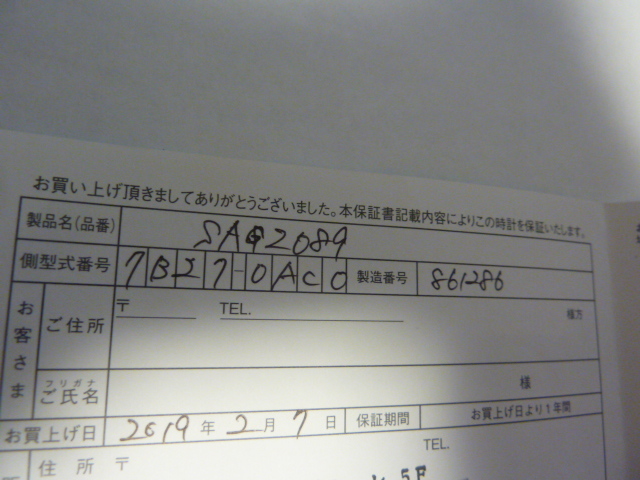 お買い上げ頂きましてありがとうございました。本保証書記載内容によりこの時計を保証いたします。
製品名(品番) SAGZ089
側型式番号 7B27-0AC0 製造番号 861286
お客さま
ご住所 〒 TEL. 様方
フリガナ
ご氏名 様
お買上げ日 2019年2月7日 保証期間 お買上げ日より1年間
住所 〒 TEL.
5F